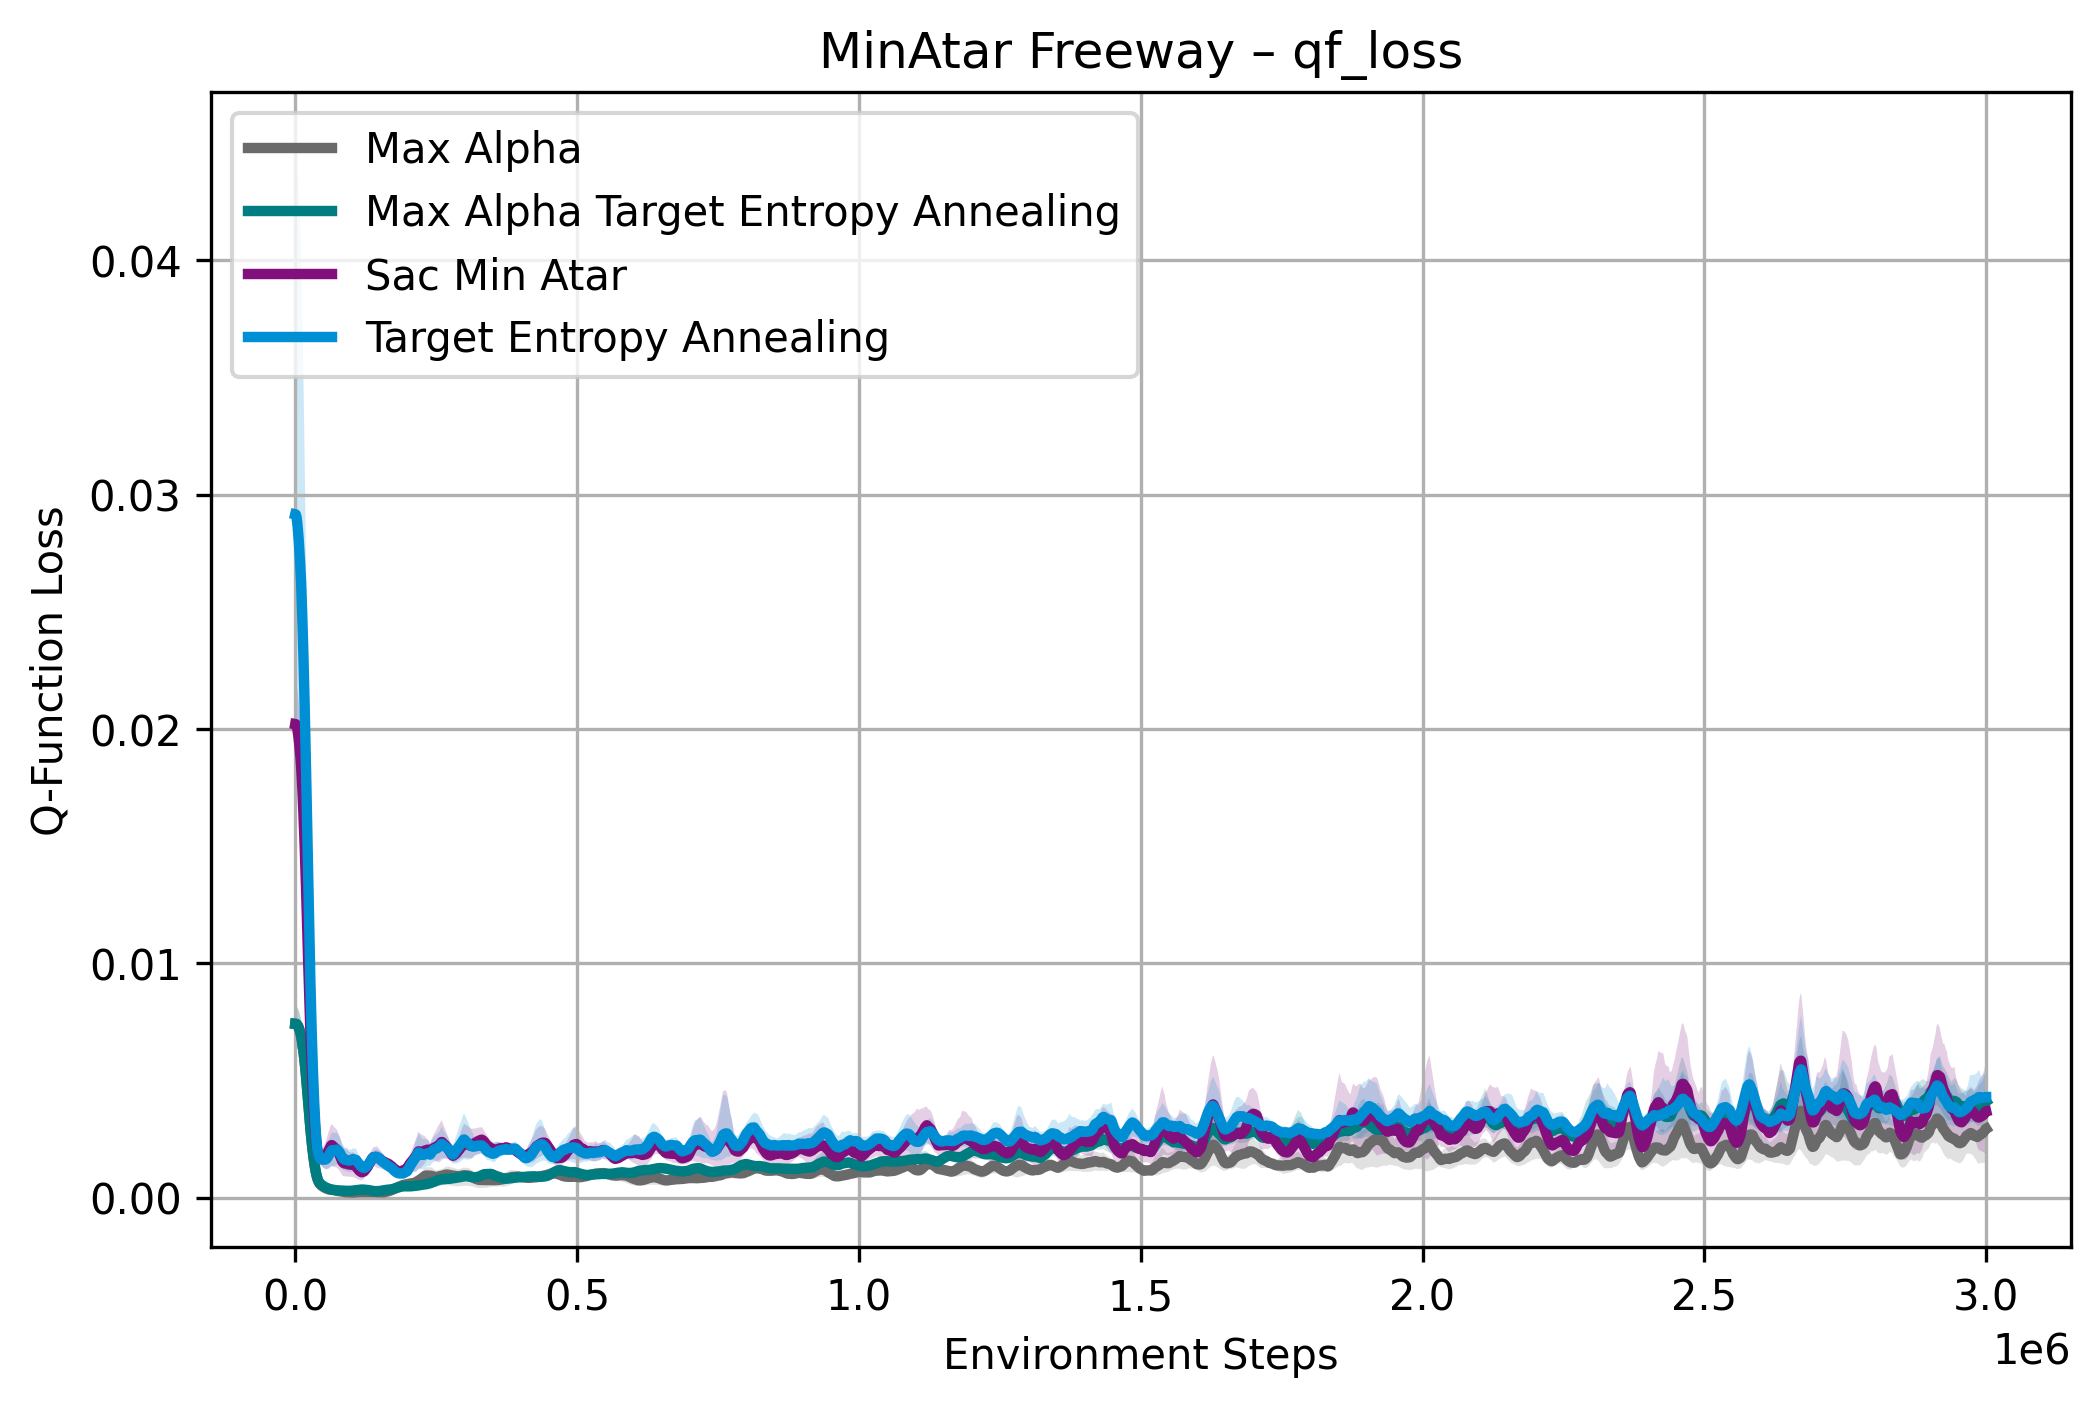 MinAtar Freeway – qf_loss
Max Alpha
Max Alpha Target Entropy Annealing
Sac Min Atar
Target Entropy Annealing
0.04
0.03
0.02
0.01
0.00
Q-Function Loss
0.0 0.5 1.0 1.5 2.0 2.5 3.0
1e6
Environment Steps